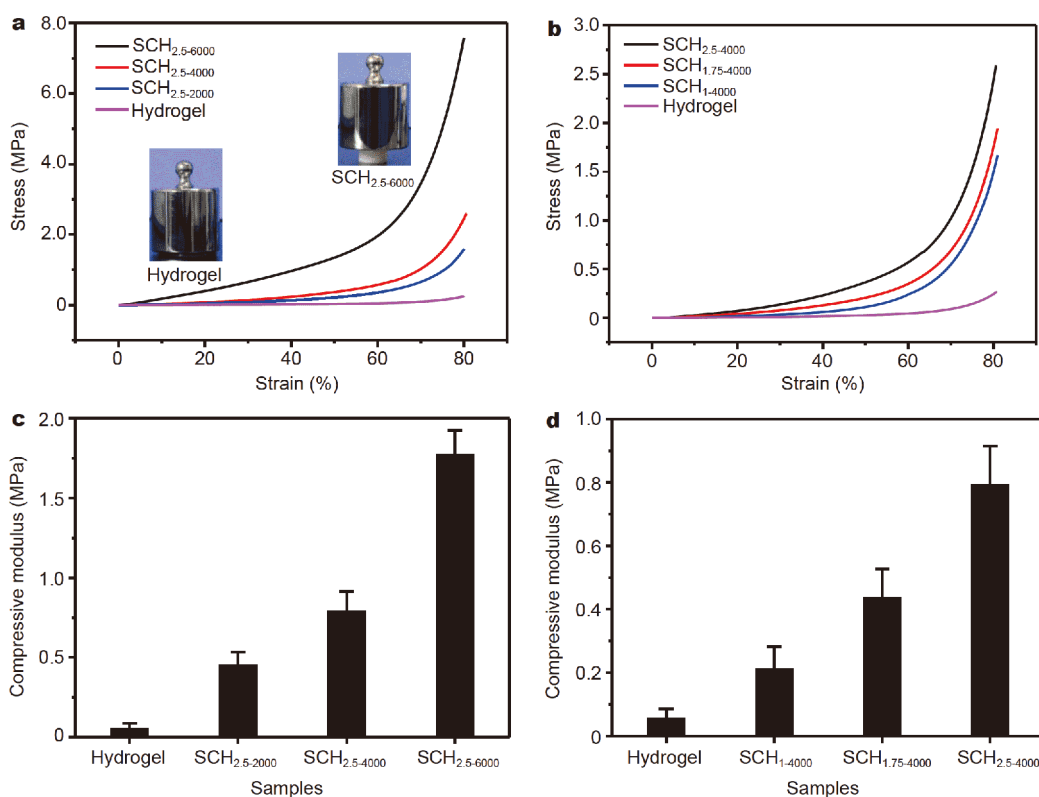 a
8.0
6.0
4.0
2.0
0
Stress (MPa)
SCH2.5-6000
SCH2.5-4000
SCH2.5-2000
Hydrogel
Hydrogel
SCH2.5-6000
0 20 40 60 80
Strain (%)
b
3.0
2.5
2.0
1.5
1.0
0.5
0
Stress (MPa)
SCH2.5-4000
SCH1.75-4000
SCH1-4000
Hydrogel
0 20 40 60 80
Strain (%)
c
2.0
1.5
1.0
0.5
0
Compressive modulus (MPa)
Hydrogel SCH2.5-2000 SCH2.5-4000 SCH2.5-6000
Samples
d
1.0
0.8
0.6
0.4
0.2
0
Compressive modulus (MPa)
Hydrogel SCH1-4000 SCH1.75-4000 SCH2.5-4000
Samples